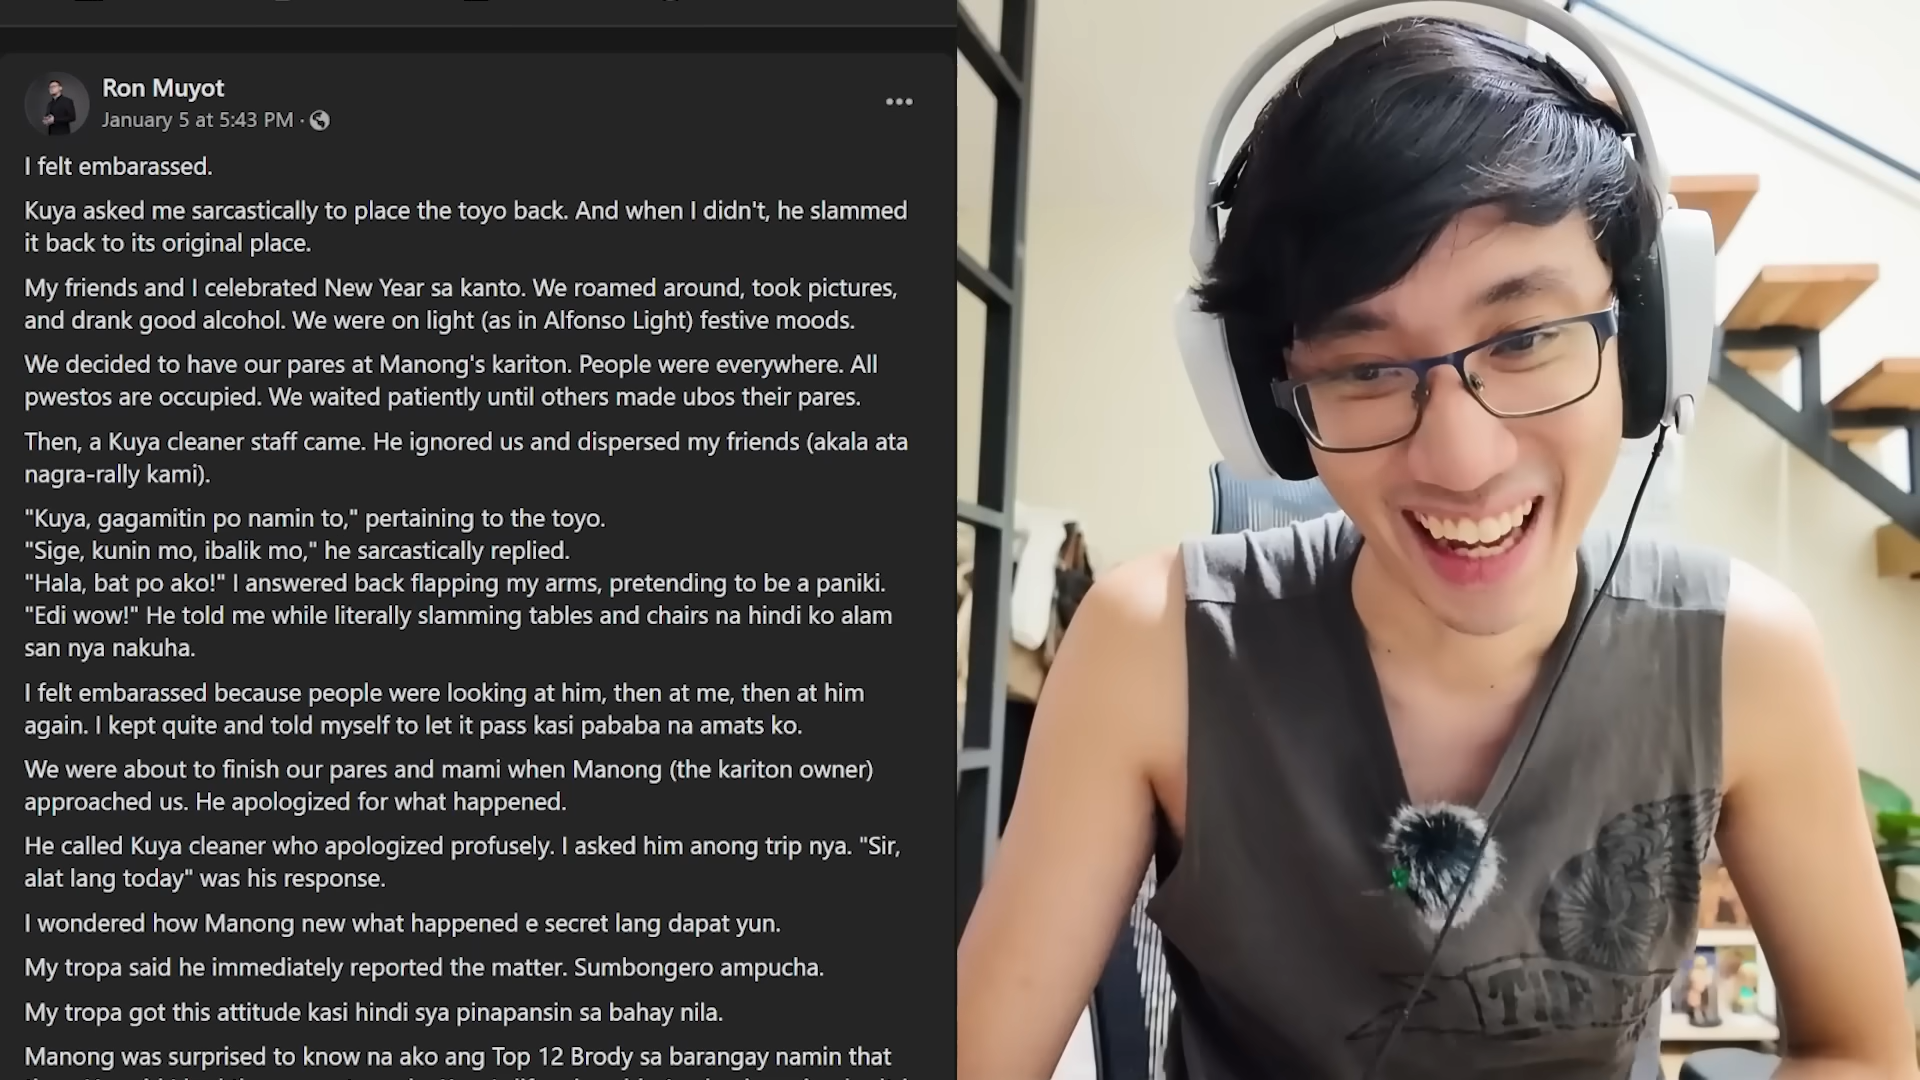 Ron Muyot
January 5 at 5:43 PM ·
I felt embarassed.
Kuya asked me sarcastically to place the toyo back. And when I didn't, he slammed
it back to its original place.
My friends and I celebrated New Year sa kanto. We roamed around, took pictures,
and drank good alcohol. We were on light (as in Alfonso Light) festive moods.
We decided to have our pares at Manong's kariton. People were everywhere. All
pwestos are occupied. We waited patiently until others made ubos their pares.
Then, a Kuya cleaner staff came. He ignored us and dispersed my friends (akala ata
nagra-rally kami).
"Kuya, gagamitin po namin to," pertaining to the toyo.
"Sige, kunin mo, ibalik mo," he sarcastically replied.
"Hala, bat po ako!" I answered back flapping my arms, pretending to be a paniki.
"Edi wow!" He told me while literally slamming tables and chairs na hindi ko alam
san nya nakuha.
I felt embarassed because people were looking at him, then at me, then at him
again. I kept quite and told myself to let it pass kasi pababa na amats ko.
We were about to finish our pares and mami when Manong (the kariton owner)
approached us. He apologized for what happened.
He called Kuya cleaner who apologized profusely. I asked him anong trip nya. "Sir,
alat lang today" was his response.
I wondered how Manong new what happened e secret lang dapat yun.
My tropa said he immediately reported the matter. Sumbongero ampucha.
My tropa got this attitude kasi hindi sya pinapansin sa bahay nila.
Manong was surprised to know na ako ang Top 12 Brody sa barangay namin that